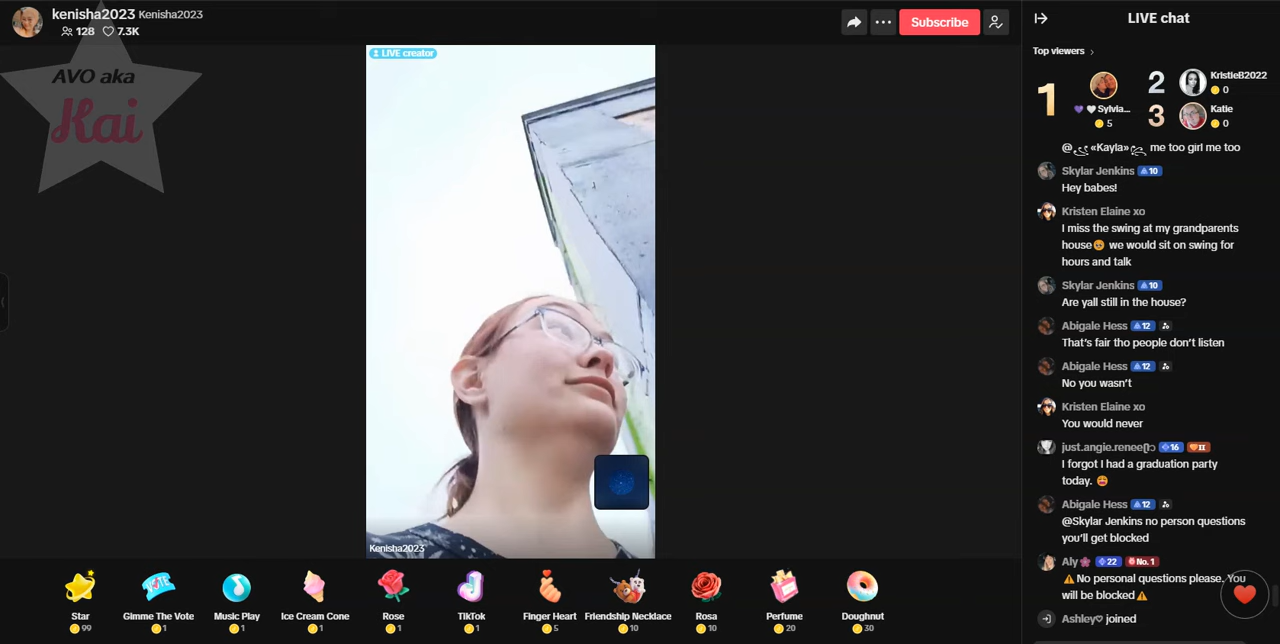 kenisha2023 Kenisha2023
128 7.3K
Subscribe
AVO aka
Kai
LIVE creator
Kenisha2023
Star
99
Gimme The Vote
1
Music Play
1
Ice Cream Cone
1
Rose
1
TikTok
1
Finger Heart
5
Friendship Necklace
10
Rosa
10
Perfume
20
Doughnut
30
LIVE chat
Top viewers
1
Sylvia...
5
2
KristieB2022
0
3
Katie
0
«Kayla» me too girl me too
Skylar Jenkins 10
Hey babes!
Kristen Elaine xo
I miss the swing at my grandparents
house😢 we would sit on swing for
hours and talk
Skylar Jenkins 10
Are yall still in the house?
Abigale Hess 12
That's fair tho people don't listen
Abigale Hess 12
No you wasn't
Kristen Elaine xo
You would never
just.angie.renee 16 II
I forgot I had a graduation party
today. 🤩
Abigale Hess 12
@Skylar Jenkins no person questions
you'll get blocked
Aly🌸 22 No. 1
⚠️No personal questions please. You
will be blocked⚠️
Ashley♡ joined